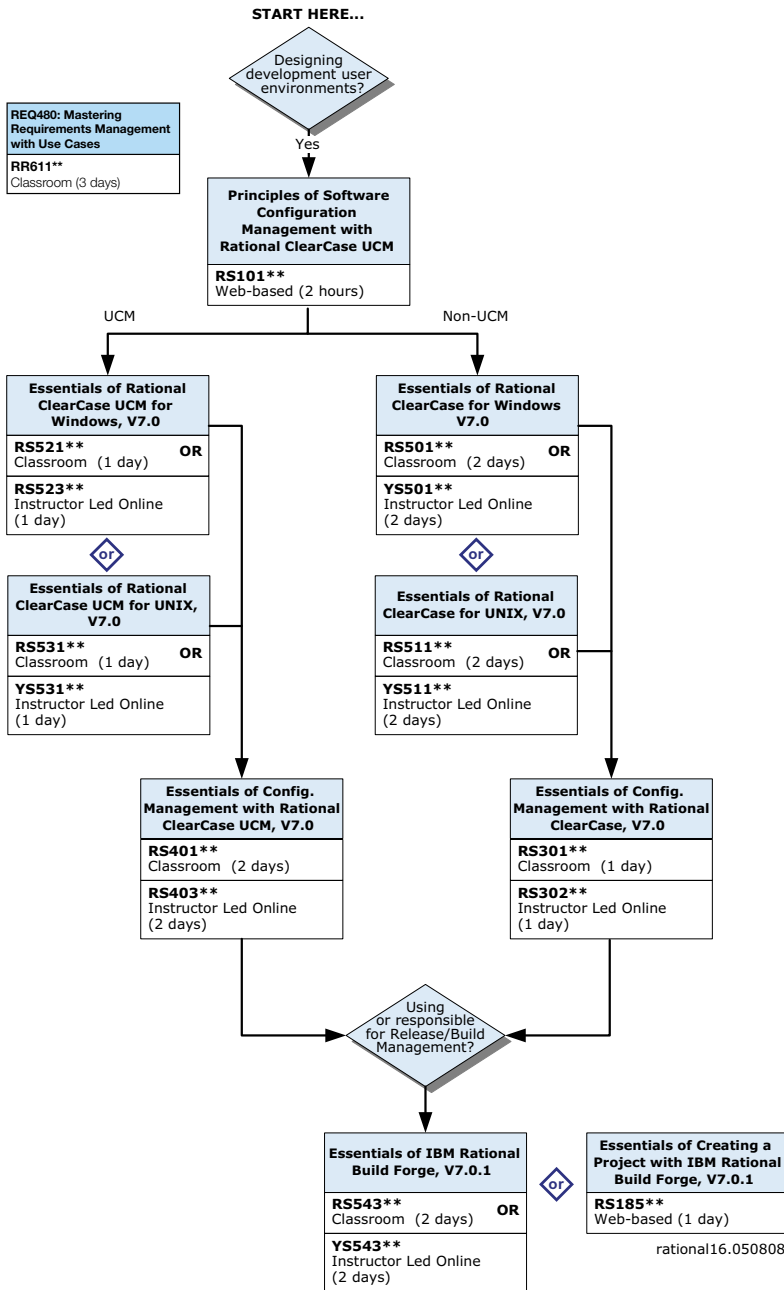 START HERE...
Designing
development user
environments?
REQ480: Mastering
Requirements Management
with Use Cases
RR611**
Classroom (3 days)
Yes
Principles of Software
Configuration
Management with
Rational ClearCase UCM
RS101**
Web-based (2 hours)
UCM
Non-UCM
Essentials of Rational
ClearCase UCM for
Windows, V7.0
RS521**
Classroom (1 day) OR
RS523**
Instructor Led Online
(1 day)
or
Essentials of Rational
ClearCase UCM for UNIX,
V7.0
RS531**
Classroom (1 day) OR
YS531**
Instructor Led Online
(1 day)
Essentials of Rational
ClearCase for Windows
V7.0
RS501**
Classroom (2 days) OR
YS501**
Instructor Led Online
(2 days)
or
Essentials of Rational
ClearCase for UNIX, V7.0
RS511**
Classroom (2 days) OR
YS511**
Instructor Led Online
(2 days)
Essentials of Config.
Management with Rational
ClearCase UCM, V7.0
RS401**
Classroom (2 days)
RS403**
Instructor Led Online
(2 days)
Essentials of Config.
Management with Rational
ClearCase, V7.0
RS301**
Classroom (1 day)
RS302**
Instructor Led Online
(1 day)
Using
or responsible
for Release/Build
Management?
Essentials of IBM Rational
Build Forge, V7.0.1
RS543**
Classroom (2 days) OR
YS543**
Instructor Led Online
(2 days)
or
Essentials of Creating a
Project with IBM Rational
Build Forge, V7.0.1
RS185**
Web-based (1 day)
rational16.050808